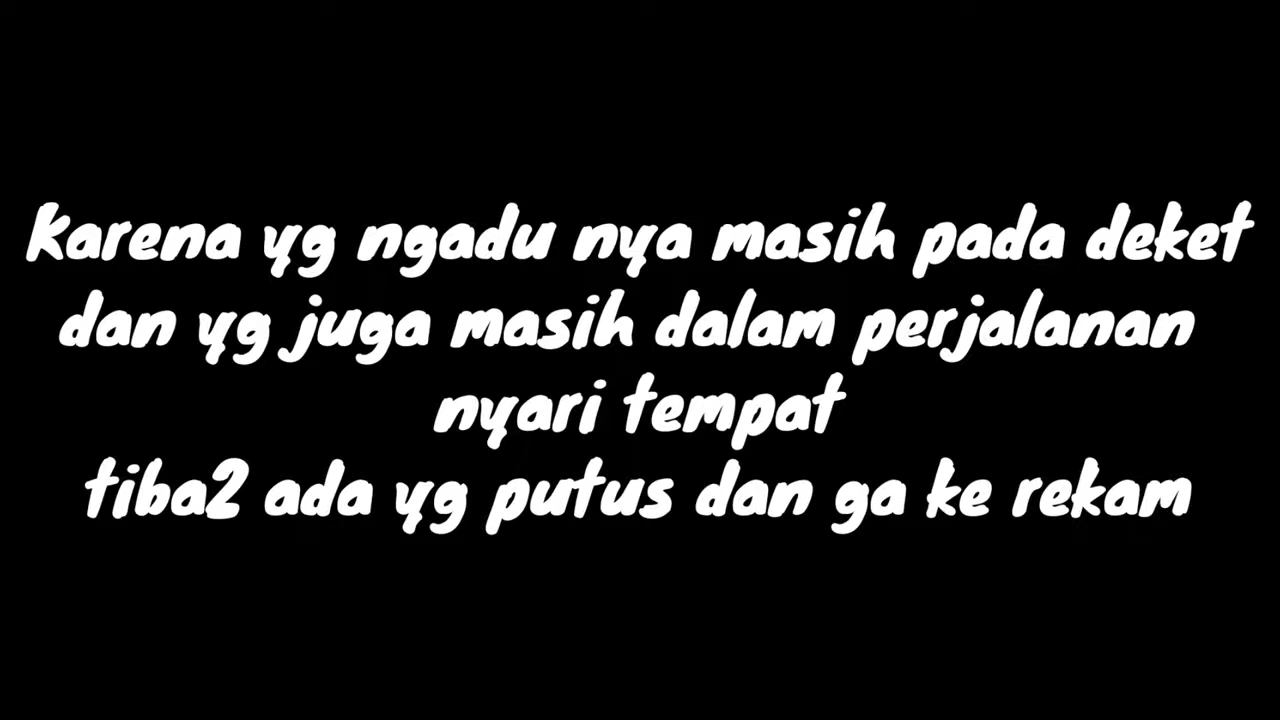 Karena yg ngadu nya masih pada deket
dan yg juga masih dalam perjalanan
nyari tempat
tiba2 ada yg putus dan ga ke rekam